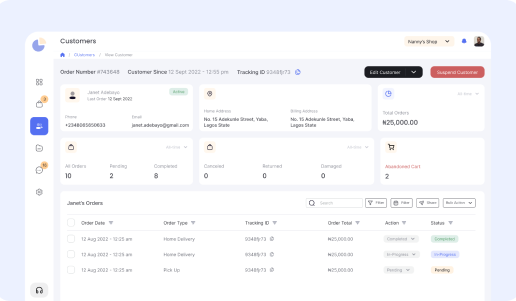 Customers
Nanny's Shop
Customers / View Customer
Order Number #743648 Customer Since 12 Sept 2022 - 12:55 pm Tracking ID 9348fj73
Edit Customer
Suspend Customer
Janet Adebayo
Last Order 12 Sept 2022
Active
Phone
+2348065650633
Email
janet.adebayo@gmail.com
Home Address
No. 15 Adekunle Street, Yaba, Lagos State
Billing Address
No. 15 Adekunle Street, Yaba, Lagos State
All-time
Total Orders
₦25,000.00
All-time
All Orders
10
Pending
2
Completed
8
All-time
Canceled
0
Returned
0
Damaged
0
Abandoned Cart
2
Janet's Orders
Search
Filter
Filter
Share
Bulk Action
Order Date Order Type Tracking ID Order Total Action Status
12 Aug 2022 - 12:25 am Home Delivery 9348fj73 ₦25,000.00 Completed Completed
12 Aug 2022 - 12:25 am Home Delivery 9348fj73 ₦25,000.00 In-Progress In-Progress
12 Aug 2022 - 12:25 am Pick Up 9348fj73 ₦25,000.00 Pending Pending